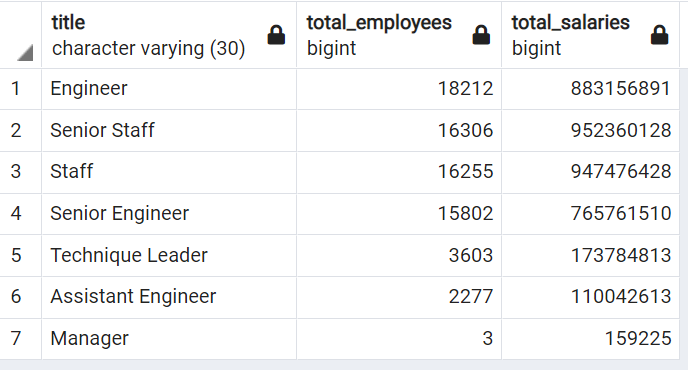 title total_employees total_salaries
character varying (30) bigint bigint
1 Engineer 18212 883156891
2 Senior Staff 16306 952360128
3 Staff 16255 947476428
4 Senior Engineer 15802 765761510
5 Technique Leader 3603 173784813
6 Assistant Engineer 2277 110042613
7 Manager 3 159225